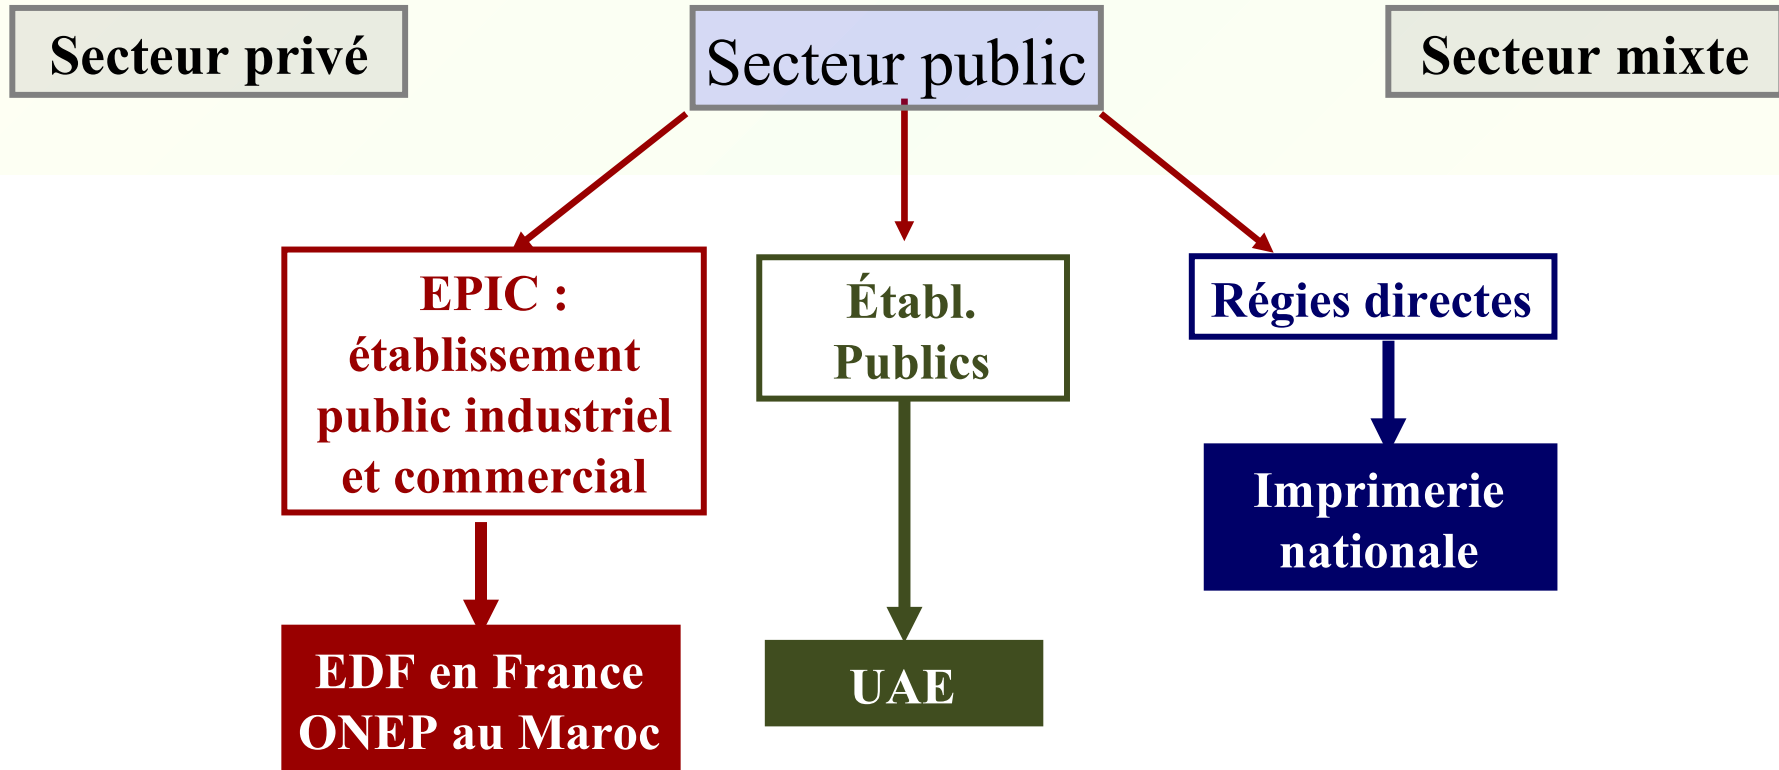 Secteur privé
Secteur public
Secteur mixte
EPIC :
établissement
public industriel
et commercial
Établ.
Publics
Régies directes
EDF en France
ONEP au Maroc
UAE
Imprimerie
nationale